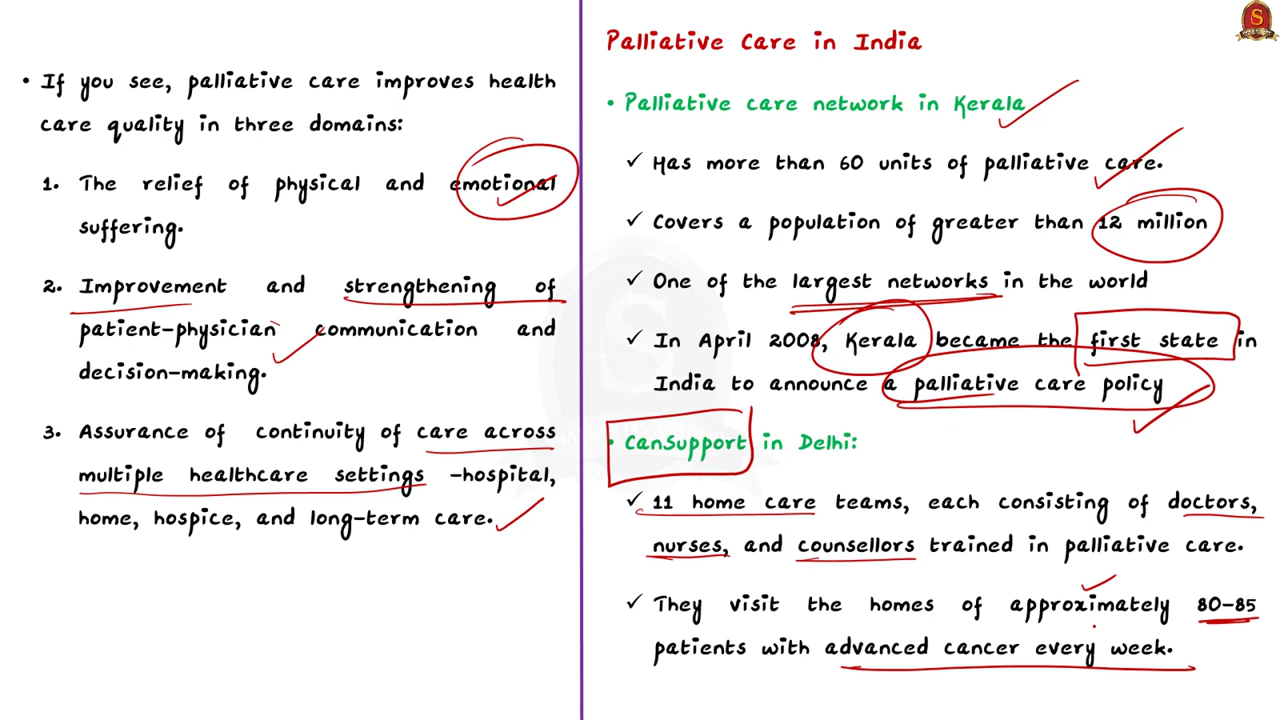 • If you see, palliative care improves health
care quality in three domains:
1. The relief of physical and emotional
suffering.
2. Improvement and strengthening of
patient-physician communication and
decision-making.
3. Assurance of continuity of care across
multiple healthcare settings -hospital,
home, hospice, and long-term care.
Palliative Care in India
• Palliative care network in Kerala
✓ Has more than 60 units of palliative care.
✓ Covers a population of greater than 12 million
✓ One of the largest networks in the world
✓ In April 2008, Kerala became the first state in
India to announce a palliative care policy
• CanSupport in Delhi:
✓ 11 home care teams, each consisting of doctors,
nurses, and counsellors trained in palliative care.
✓ They visit the homes of approximately 80-85
patients with advanced cancer every week.
S